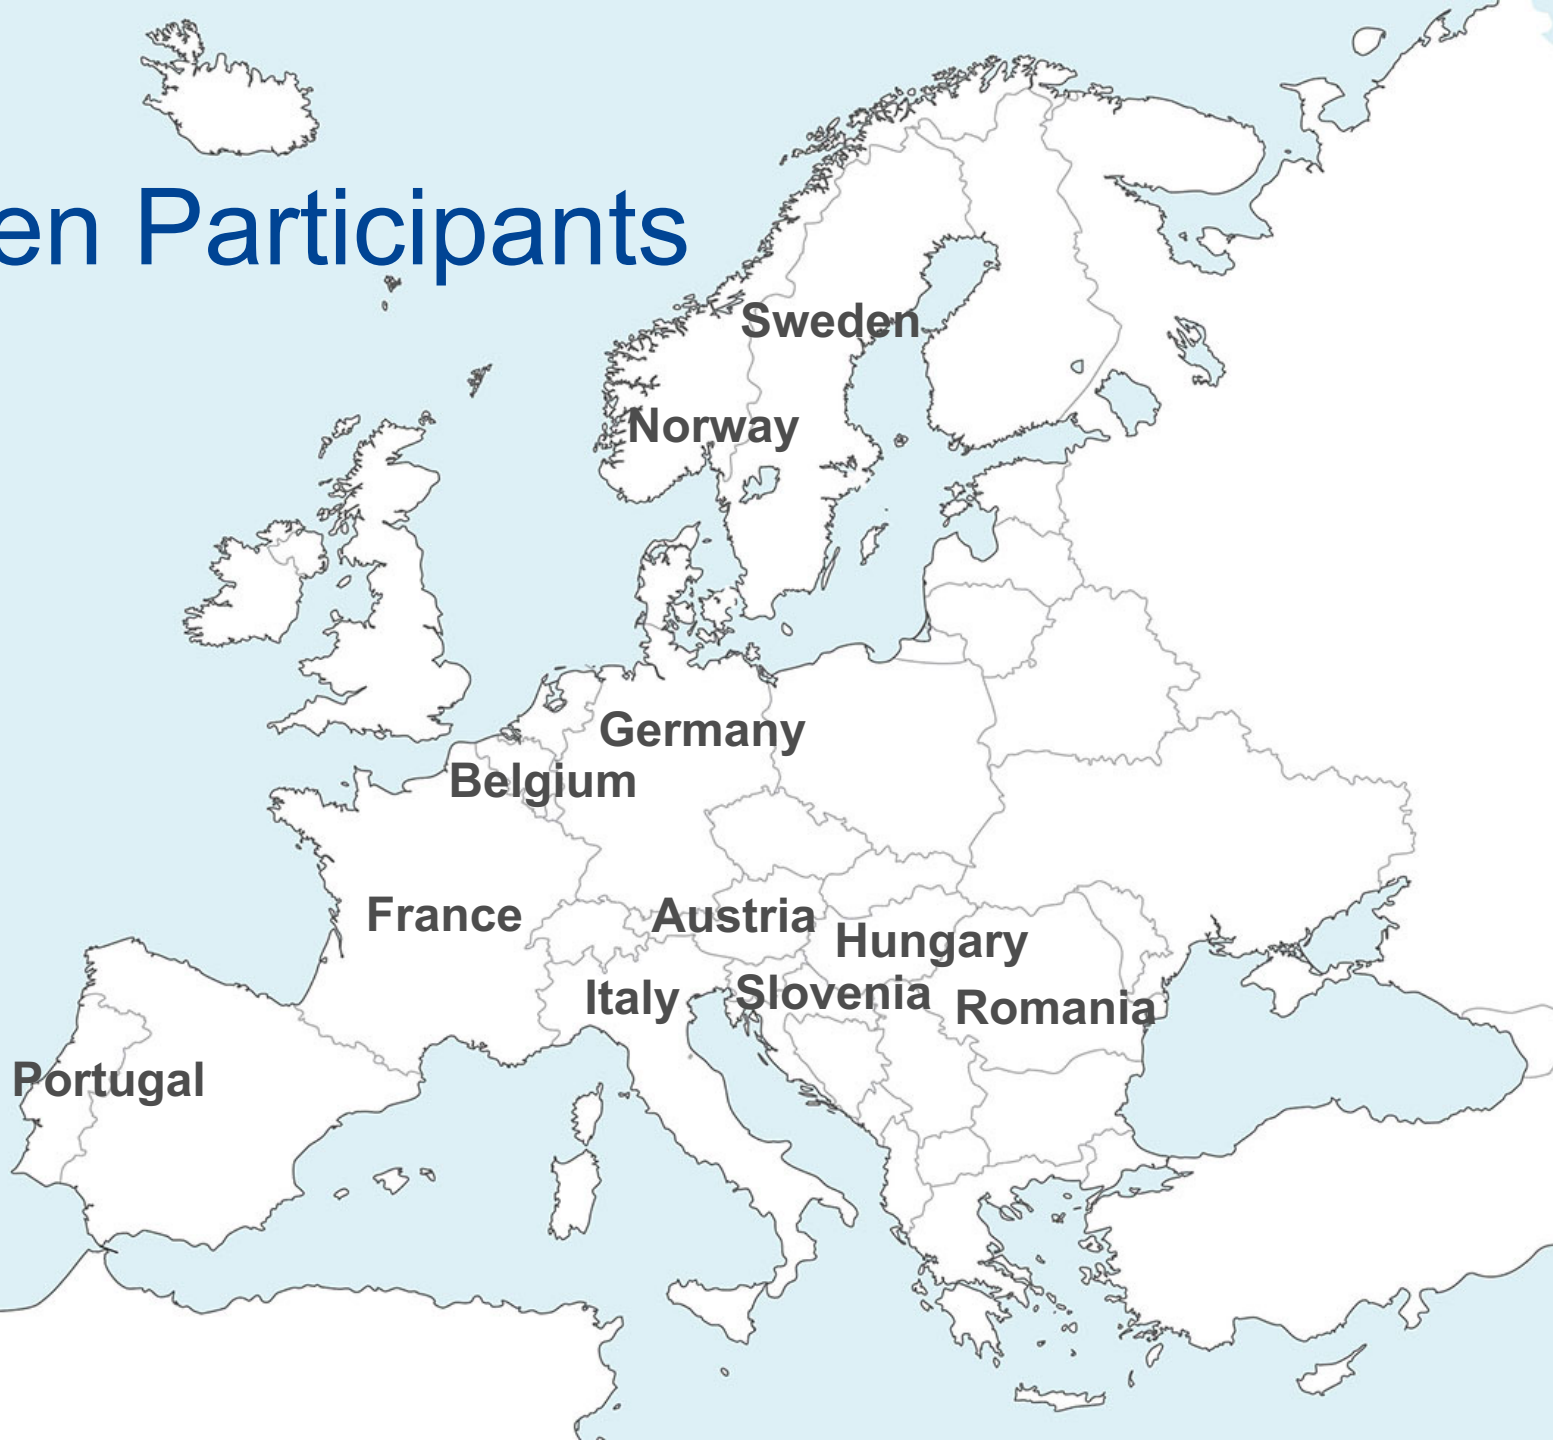 en Participants
Sweden
Norway
Germany
Belgium
France
Austria
Hungary
Italy
Slovenia
Romania
Portugal